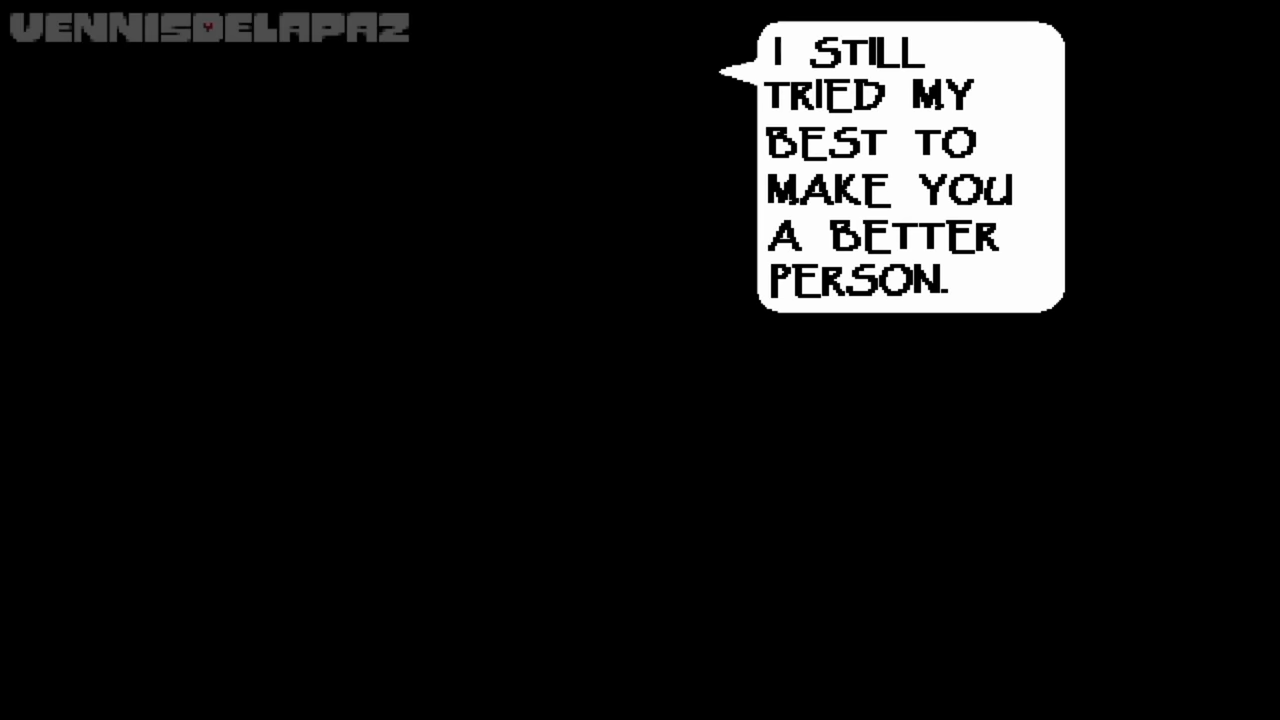 VENNISDELAPAZ
I STILL
TRIED MY
BEST TO
MAKE YOU
A BETTER
PERSON.